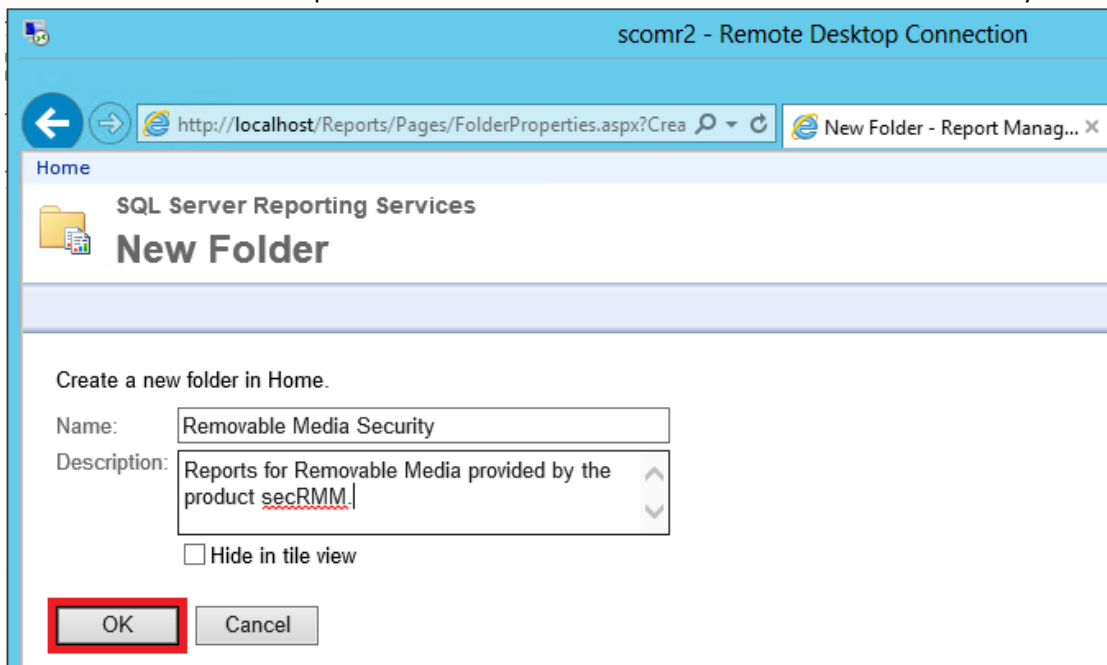 scomr2 - Remote Desktop Connection
http://localhost/Reports/Pages/FolderProperties.aspx?Crea
New Folder - Report Manag...
Home
SQL Server Reporting Services
New Folder
Create a new folder in Home.
Name: Removable Media Security
Description: Reports for Removable Media provided by the
product secRMM.
Hide in tile view
OK Cancel